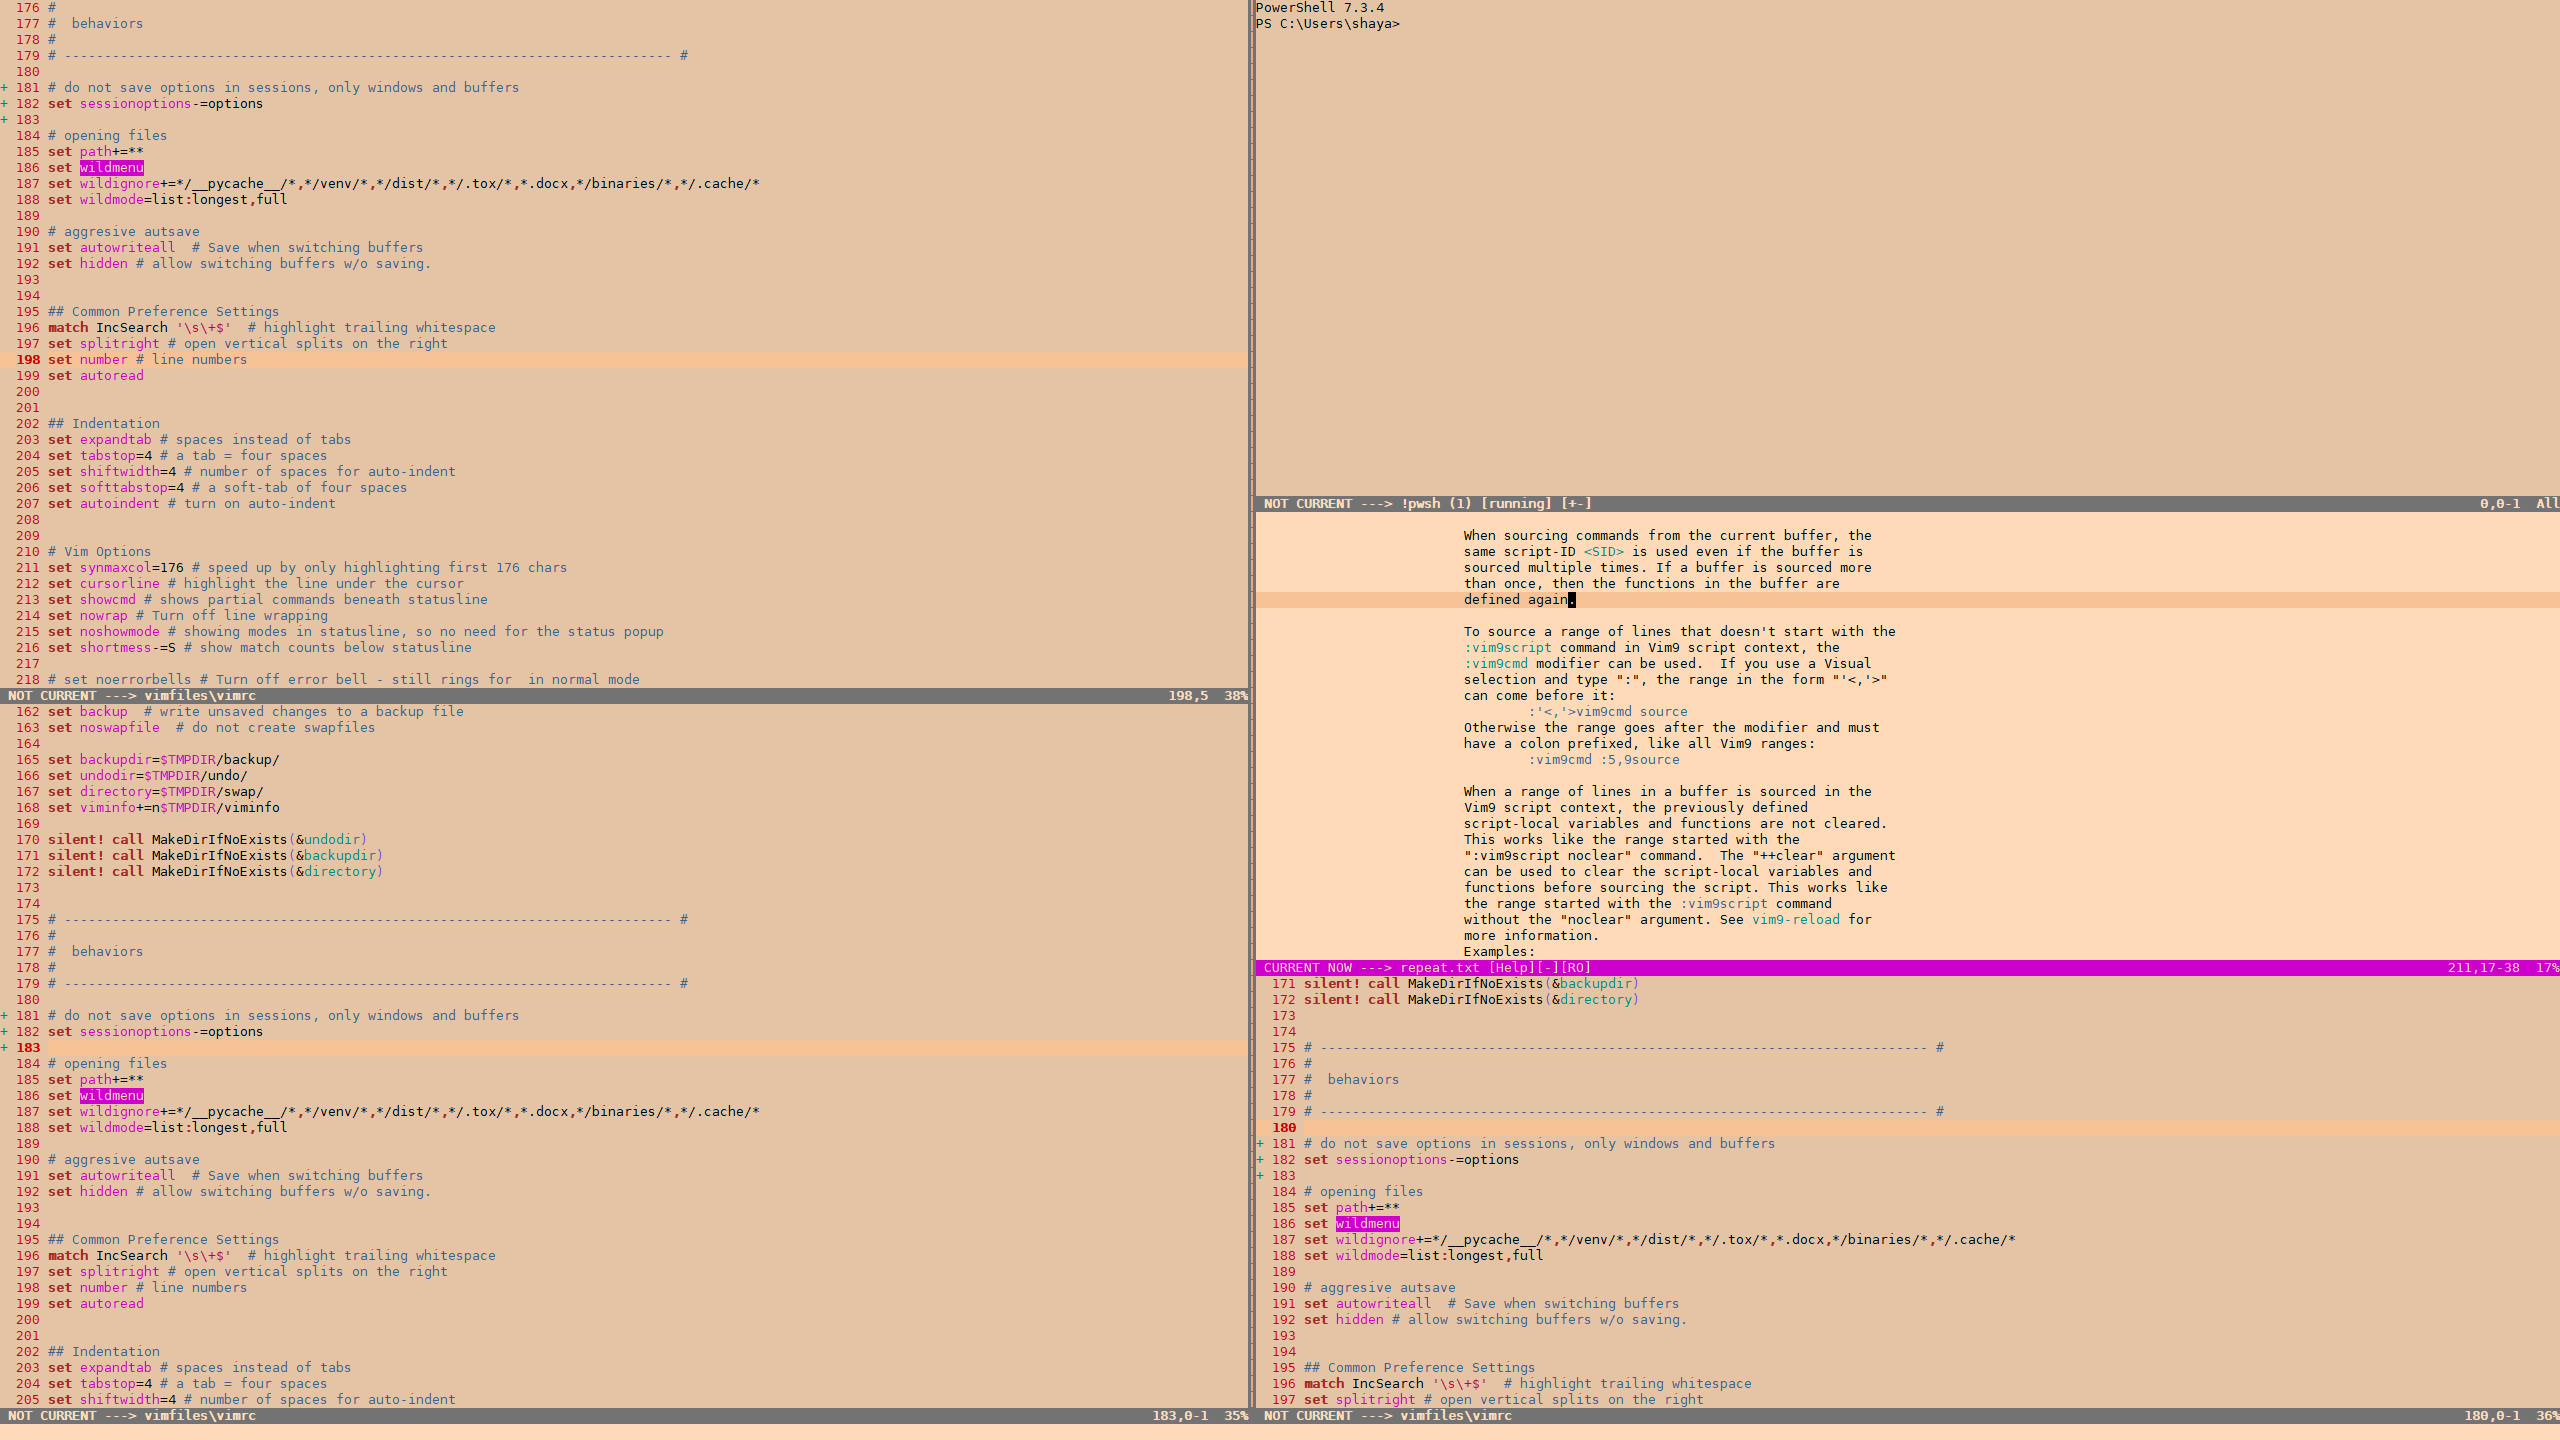 176 #
177 #  behaviors
178 #
179 # ---------------------------------------------------------------------------- #
180
+ 181 # do not save options in sessions, only windows and buffers
+ 182 set sessionoptions-=options
+ 183
184 # opening files
185 set path+=**
186 set wildmenu
187 set wildignore+=*/__pycache__/*,*/venv/*,*/dist/*,*/.tox/*,*.docx,*/binaries/*,*/.cache/*
188 set wildmode=list:longest,full
189
190 # aggresive autsave
191 set autowriteall  # Save when switching buffers
192 set hidden # allow switching buffers w/o saving.
193
194
195 ## Common Preference Settings
196 match IncSearch '\s\+$'  # highlight trailing whitespace
197 set splitright # open vertical splits on the right
198 set number # line numbers
199 set autoread
200
201
202 ## Indentation
203 set expandtab # spaces instead of tabs
204 set tabstop=4 # a tab = four spaces
205 set shiftwidth=4 # number of spaces for auto-indent
206 set softtabstop=4 # a soft-tab of four spaces
207 set autoindent # turn on auto-indent
208
209
210 # Vim Options
211 set synmaxcol=176 # speed up by only highlighting first 176 chars
212 set cursorline # highlight the line under the cursor
213 set showcmd # shows partial commands beneath statusline
214 set nowrap # Turn off line wrapping
215 set noshowmode # showing modes in statusline, so no need for the status popup
216 set shortmess-=S # show match counts below statusline
217
218 # set noerrorbells # Turn off error bell - still rings for  in normal mode
NOT CURRENT ---> vimfiles\vimrc 198,5  38%
162 set backup  # write unsaved changes to a backup file
163 set noswapfile  # do not create swapfiles
164
165 set backupdir=$TMPDIR/backup/
166 set undodir=$TMPDIR/undo/
167 set directory=$TMPDIR/swap/
168 set viminfo+=n$TMPDIR/viminfo
169
170 silent! call MakeDirIfNoExists(&undodir)
171 silent! call MakeDirIfNoExists(&backupdir)
172 silent! call MakeDirIfNoExists(&directory)
173
174
175 # ---------------------------------------------------------------------------- #
176 #
177 #  behaviors
178 #
179 # ---------------------------------------------------------------------------- #
180
+ 181 # do not save options in sessions, only windows and buffers
+ 182 set sessionoptions-=options
+ 183
184 # opening files
185 set path+=**
186 set wildmenu
187 set wildignore+=*/__pycache__/*,*/venv/*,*/dist/*,*/.tox/*,*.docx,*/binaries/*,*/.cache/*
188 set wildmode=list:longest,full
189
190 # aggresive autsave
191 set autowriteall  # Save when switching buffers
192 set hidden # allow switching buffers w/o saving.
193
194
195 ## Common Preference Settings
196 match IncSearch '\s\+$'  # highlight trailing whitespace
197 set splitright # open vertical splits on the right
198 set number # line numbers
199 set autoread
200
201
202 ## Indentation
203 set expandtab # spaces instead of tabs
204 set tabstop=4 # a tab = four spaces
205 set shiftwidth=4 # number of spaces for auto-indent
NOT CURRENT ---> vimfiles\vimrc 183,0-1  35%
PowerShell 7.3.4
PS C:\Users\shaya>
NOT CURRENT ---> !pwsh (1) [running] [+-] 0,0-1  All
When sourcing commands from the current buffer, the
same script-ID <SID> is used even if the buffer is
sourced multiple times. If a buffer is sourced more
than once, then the functions in the buffer are
defined again.
To source a range of lines that doesn't start with the
:vim9script command in Vim9 script context, the
:vim9cmd modifier can be used.  If you use a Visual
selection and type ":", the range in the form "'<,'>"
can come before it:
:'<,'>vim9cmd source
Otherwise the range goes after the modifier and must
have a colon prefixed, like all Vim9 ranges:
:vim9cmd :5,9source
When a range of lines in a buffer is sourced in the
Vim9 script context, the previously defined
script-local variables and functions are not cleared.
This works like the range started with the
":vim9script noclear" command.  The "++clear" argument
can be used to clear the script-local variables and
functions before sourcing the script. This works like
the range started with the :vim9script command
without the "noclear" argument. See vim9-reload for
more information.
Examples:
CURRENT NOW ---> repeat.txt [Help][-][RO] 211,17-38  17%
171 silent! call MakeDirIfNoExists(&backupdir)
172 silent! call MakeDirIfNoExists(&directory)
173
174
175 # ---------------------------------------------------------------------------- #
176 #
177 #  behaviors
178 #
179 # ---------------------------------------------------------------------------- #
180
+ 181 # do not save options in sessions, only windows and buffers
+ 182 set sessionoptions-=options
+ 183
184 # opening files
185 set path+=**
186 set wildmenu
187 set wildignore+=*/__pycache__/*,*/venv/*,*/dist/*,*/.tox/*,*.docx,*/binaries/*,*/.cache/*
188 set wildmode=list:longest,full
189
190 # aggresive autsave
191 set autowriteall  # Save when switching buffers
192 set hidden # allow switching buffers w/o saving.
193
194
195 ## Common Preference Settings
196 match IncSearch '\s\+$'  # highlight trailing whitespace
197 set splitright # open vertical splits on the right
NOT CURRENT ---> vimfiles\vimrc 180,0-1  36%